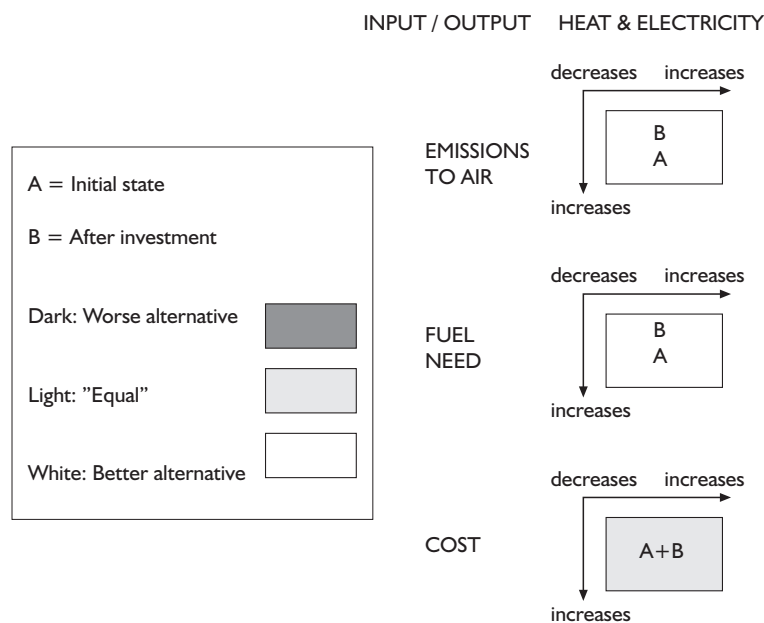 INPUT / OUTPUT HEAT & ELECTRICITY
A = Initial state
B = After investment
Dark: Worse alternative
Light: ”Equal”
White: Better alternative
EMISSIONS
TO AIR
decreases increases
B
A
increases
FUEL
NEED
decreases increases
B
A
increases
COST
decreases increases
A+B
increases